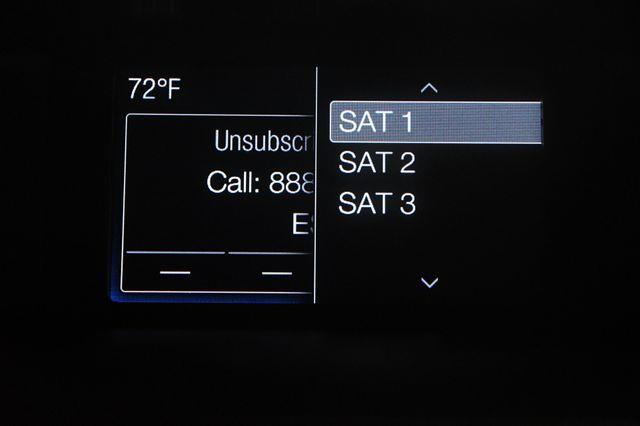 72°F
Unsubscr
Call: 888
ES
SAT 1
SAT 2
SAT 3